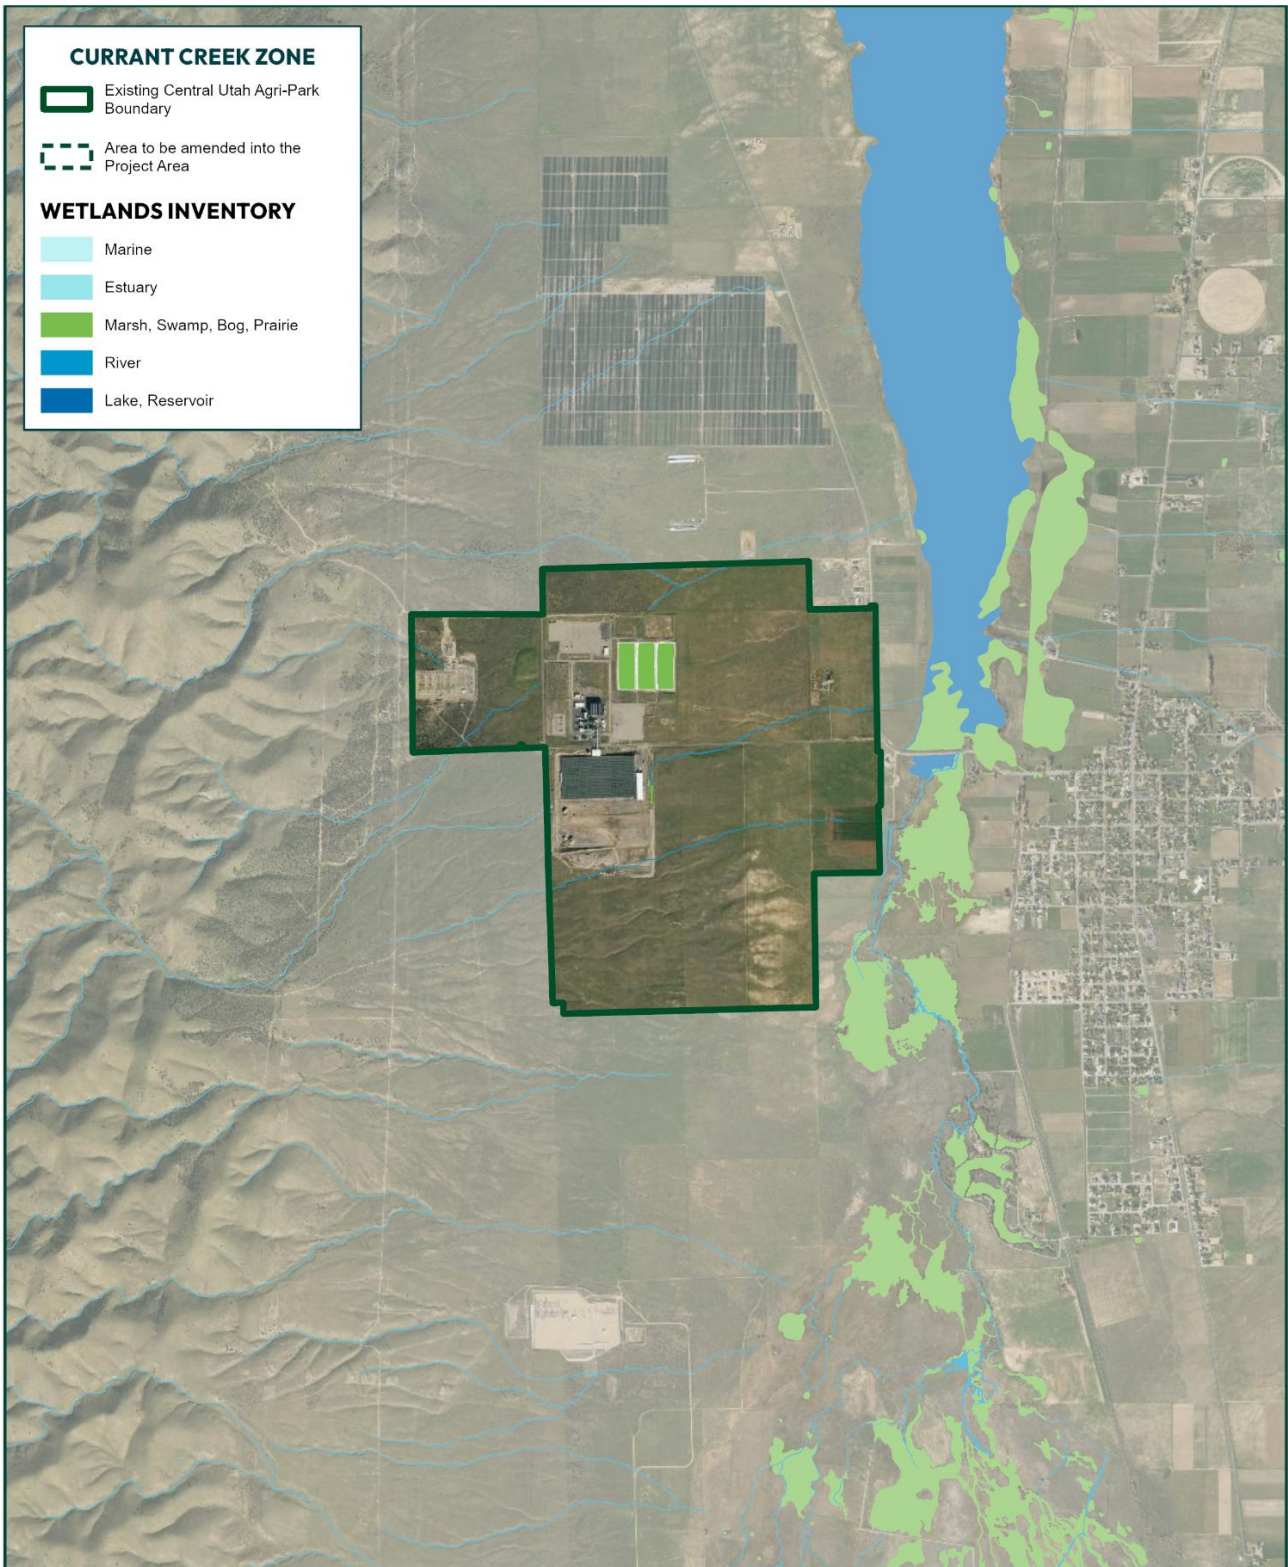 CURRANT CREEK ZONE
Existing Central Utah Agri-Park
Boundary
Area to be amended into the
Project Area
WETLANDS INVENTORY
Marine
Estuary
Marsh, Swamp, Bog, Prairie
River
Lake, Reservoir